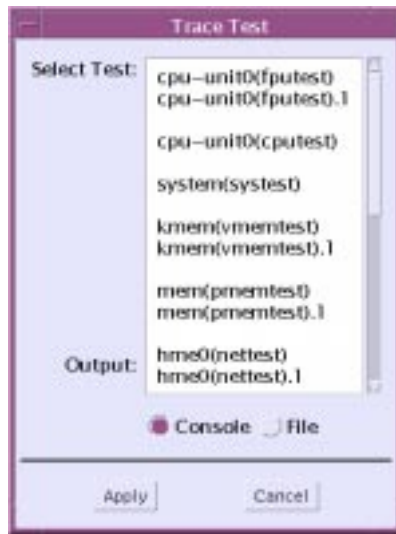 Trace Test
Select Test:
cpu-unit0(fputest)
cpu-unit0(fputest).1
cpu-unit0(cputest)
system(systest)
kmem(vmemtest)
kmem(vmemtest).1
mem(pmemtest)
mem(pmemtest).1
hme0(nettest)
hme0(nettest).1
Output:
Console File
Apply Cancel